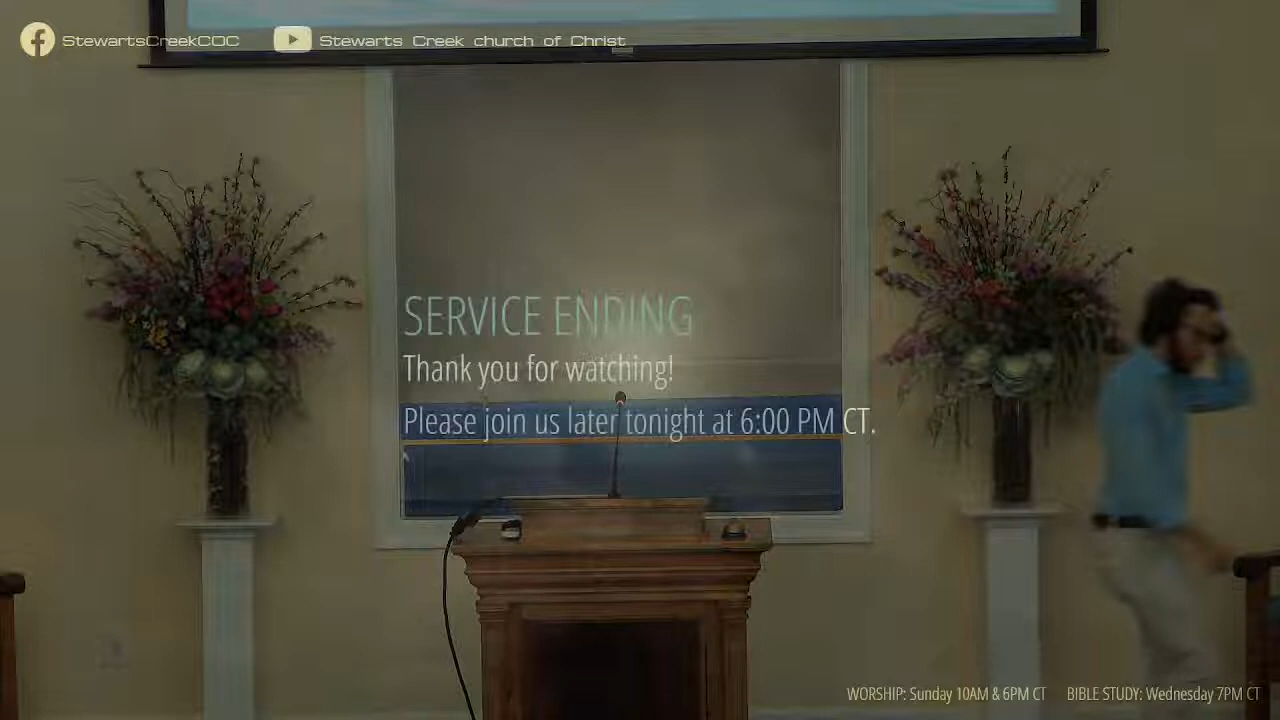 StewartsCreekCOC
Stewarts Creek church of Christ
SERVICE ENDING
Thank you for watching!
Please join us later tonight at 6:00 PM CT.
WORSHIP: Sunday 10AM & 6PM CT
BIBLE STUDY: Wednesday 7PM CT